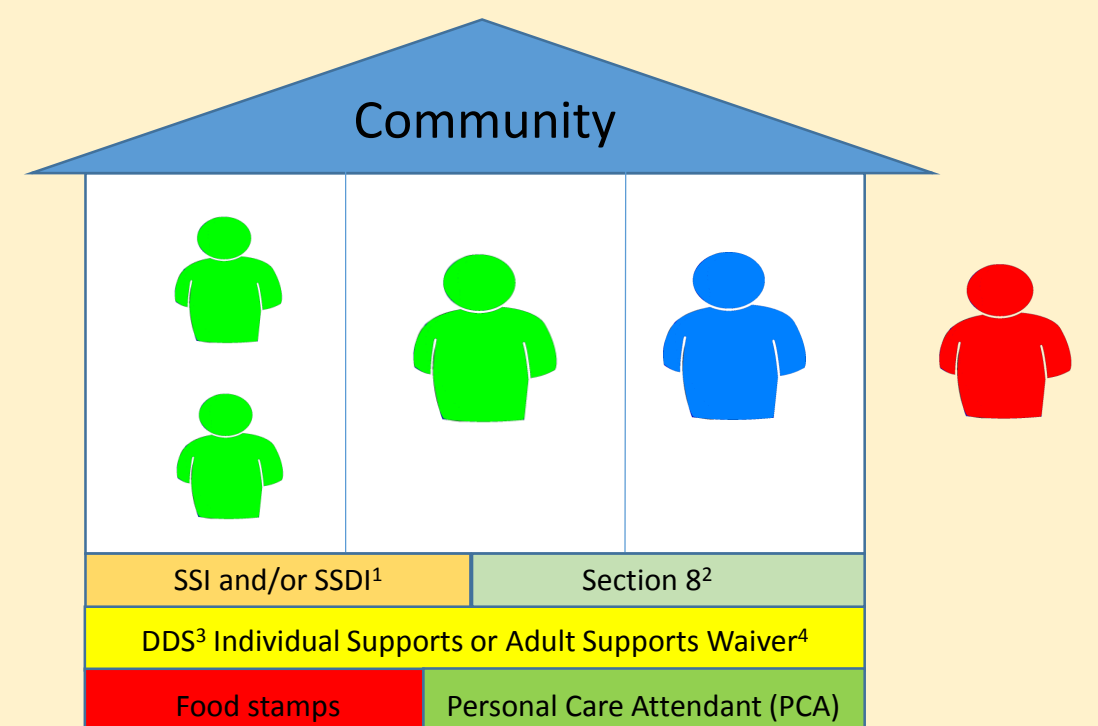 Community
SSI and/or SSDI¹
Section 8²
DDS³ Individual Supports or Adult Supports Waiver⁴
Food stamps
Personal Care Attendant (PCA)